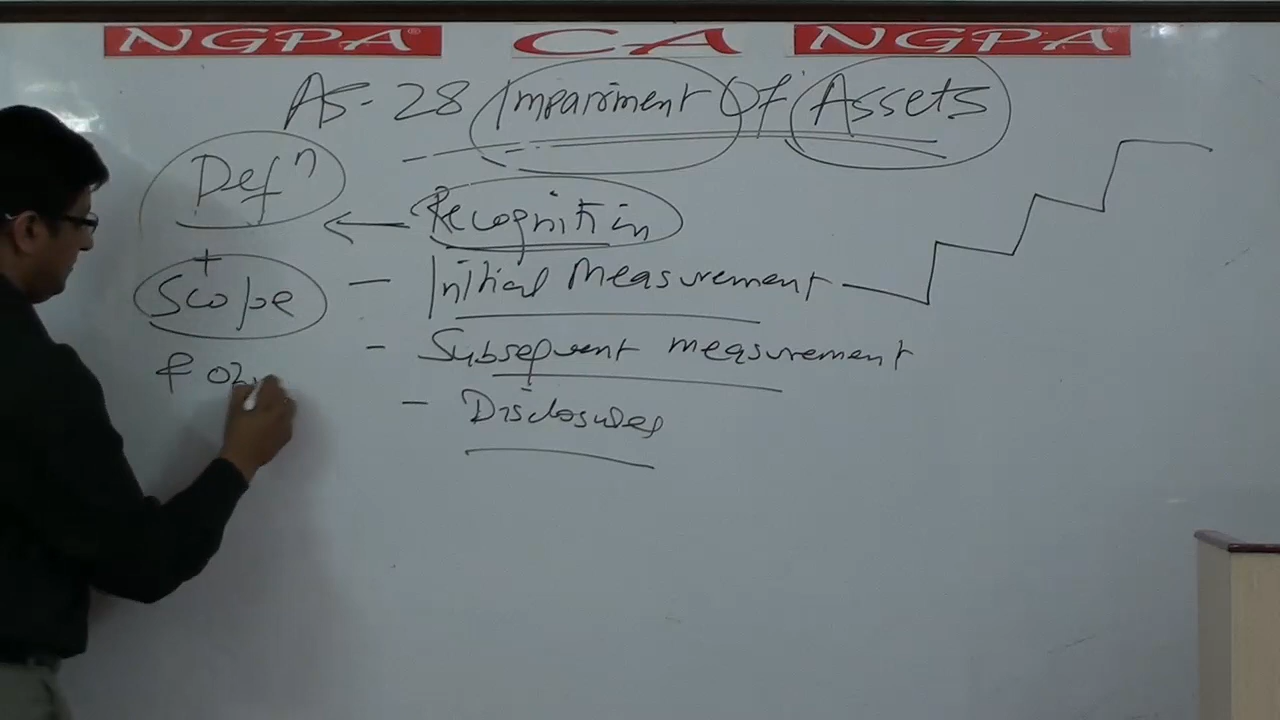 NGPA® CA NGPA
AS-28 Impairment Of Assets
Defn
+
Scope
&
Recognition
- Initial Measurement
- Subsequent measurement
- Disclosures